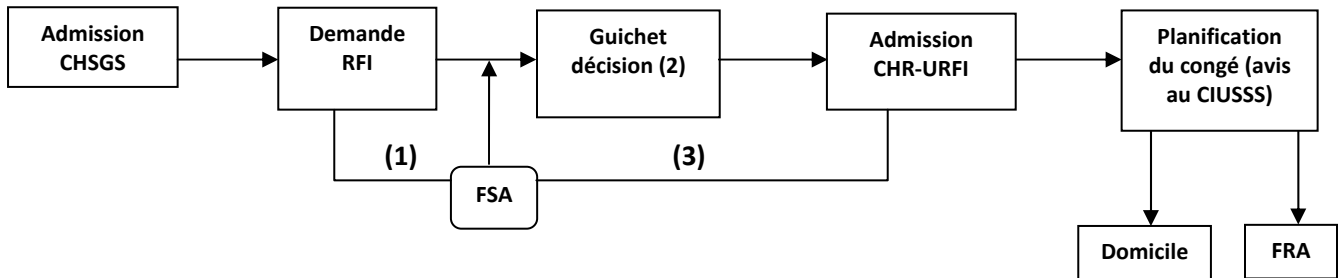 Admission
CHSGS
Demande
RFI
Guichet
décision (2)
Admission
CHR-URFI
Planification
du congé (avis
au CIUSSS)
(1)
(3)
FSA
Domicile
FRA